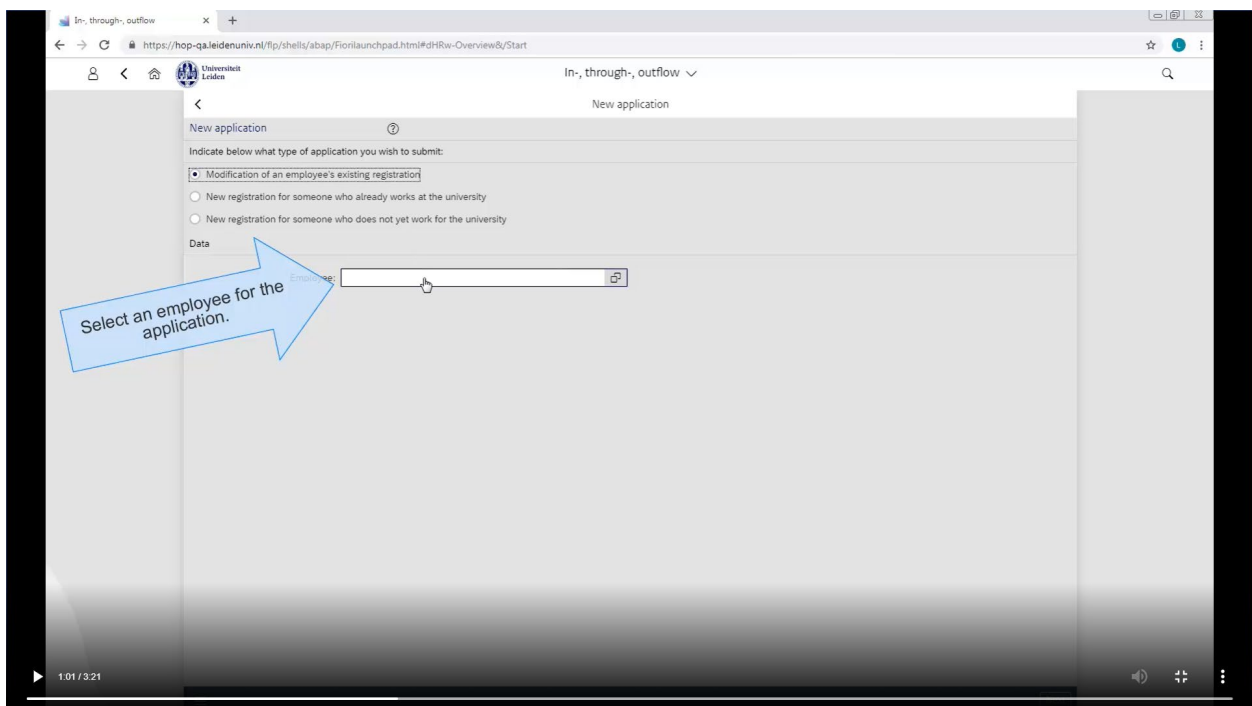 In-, through-, outflow
https://hop-qa.leidenuniv.nl/flp/shells/abap/Fiorilaunchpad.html#dHRw-Overview&/Start
L
Universiteit
Leiden
In-, through-, outflow
New application
New application
Indicate below what type of application you wish to submit:
Modification of an employee's existing registration
New registration for someone who already works at the university
New registration for someone who does not yet work for the university
Data
Employee:
Select an employee for the
application.
1:01 / 3:21